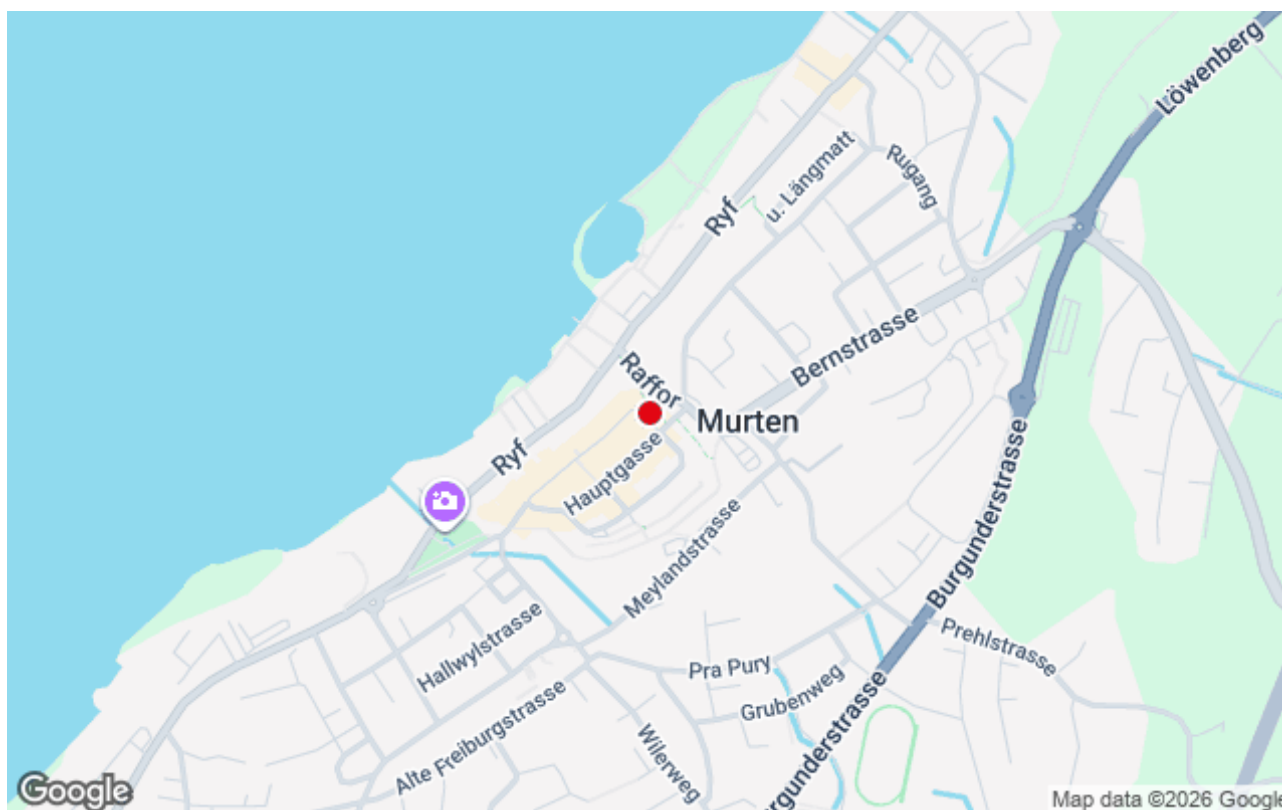 Löwenberg
Rugang
u. Längmatt
Ryf
Bernstrasse
Raffor
Murten
Hauptgasse
Ryf
Burgunderstrasse
Meylandstrasse
Prehlstrasse
Hallwylstrasse
Pra Pury
Grubenweg
Alte Freiburgstrasse
Wilerweg
urgunderstrasse
Google
Map data ©2026 Google